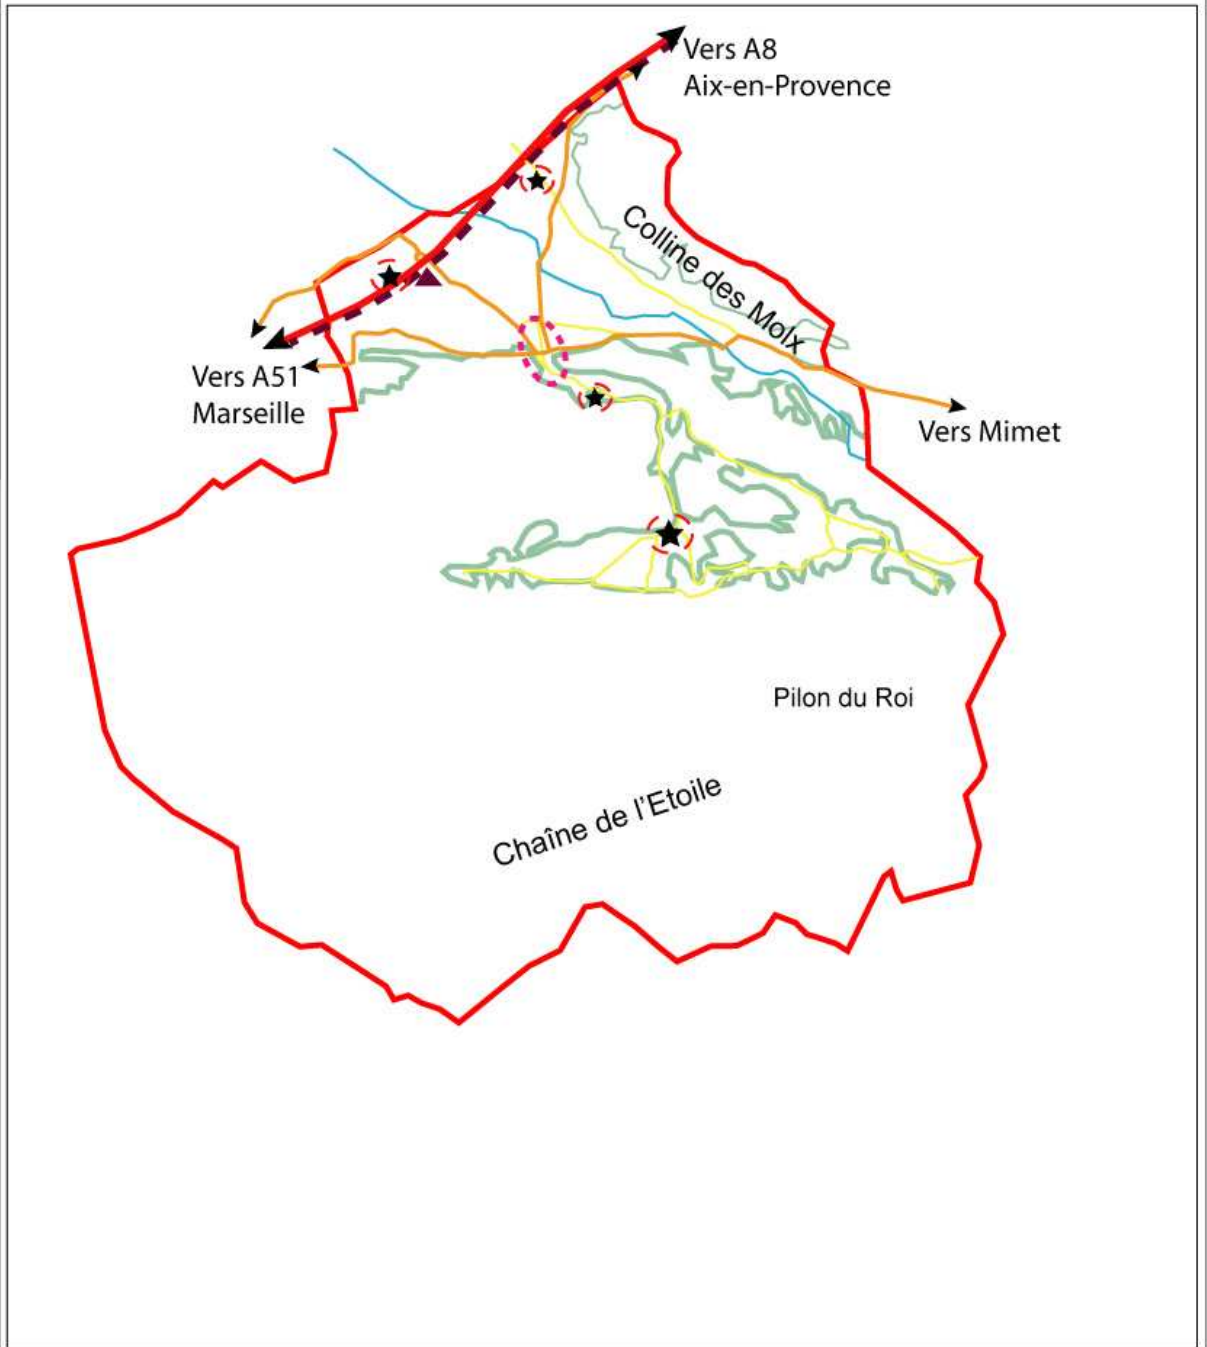 Vers A8
Aix-en-Provence
Colline des Molx
Vers A51
Marseille
Vers Mimet
Pilon du Roi
Chaîne de l'Etoile